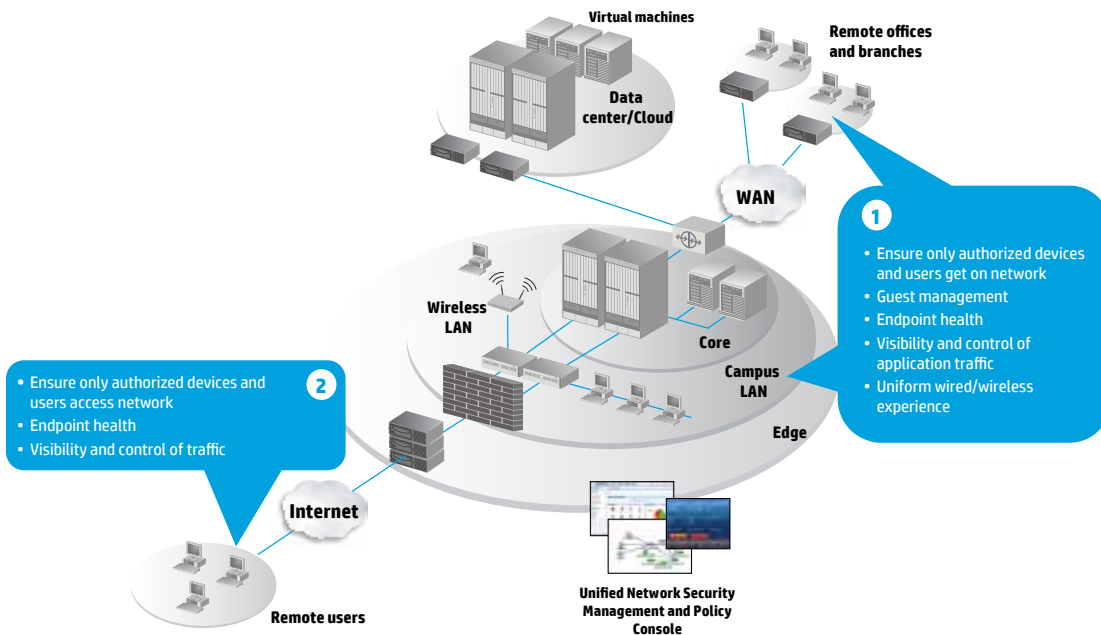 Virtual machines
Remote offices
and branches
Data
center/Cloud
WAN
1
• Ensure only authorized devices
and users get on network
• Guest management
• Endpoint health
• Visibility and control of
application traffic
• Uniform wired/wireless
experience
Wireless
LAN
Core
Campus
LAN
Edge
2
• Ensure only authorized devices and
users access network
• Endpoint health
• Visibility and control of traffic
Internet
Remote users
Unified Network Security
Management and Policy
Console